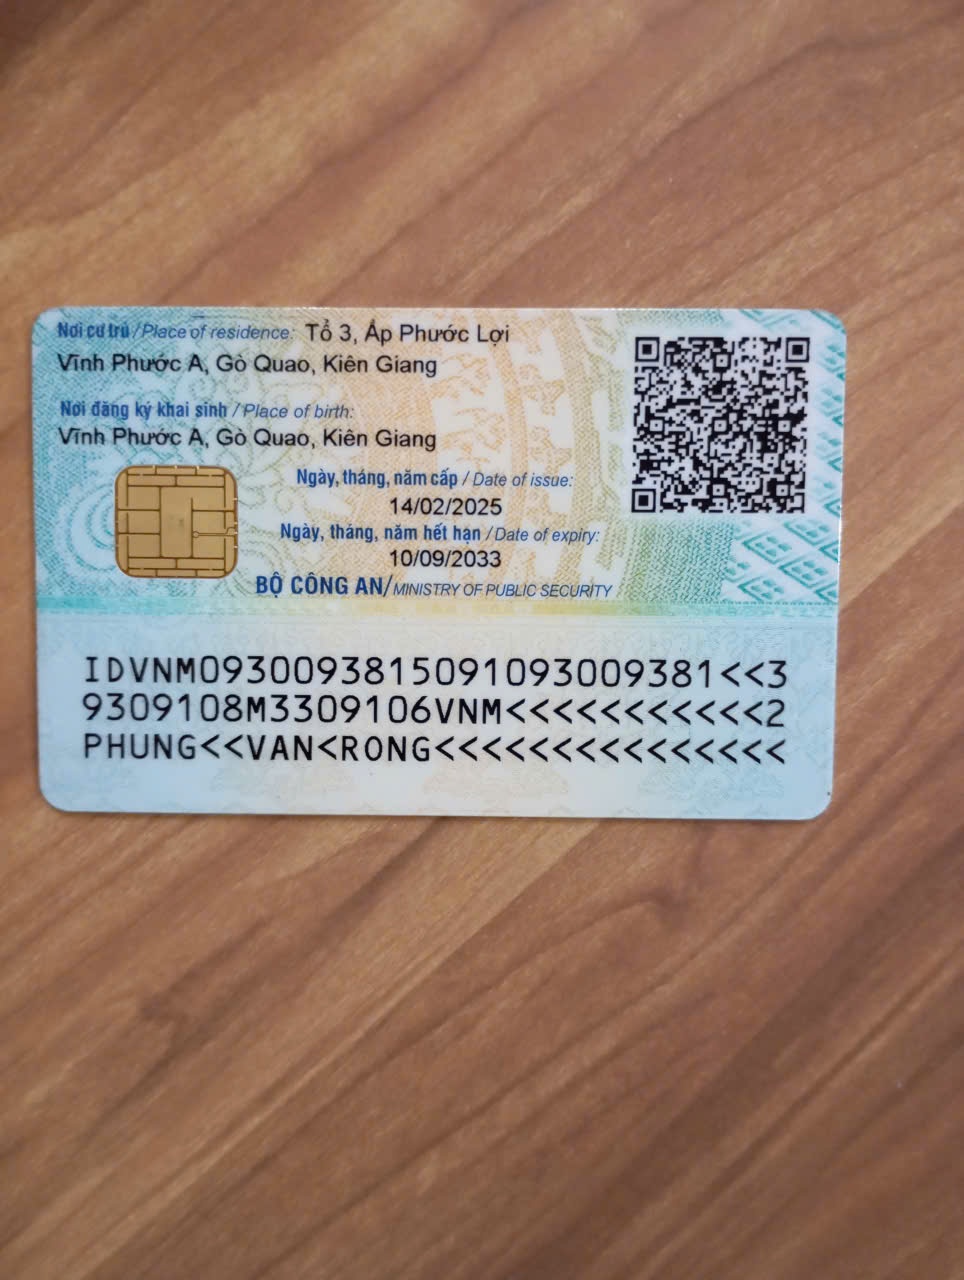 Nơi cư trú / Place of residence: Tổ 3, Ấp Phước Lợi
Vĩnh Phước A, Gò Quao, Kiên Giang
Nơi đăng ký khai sinh / Place of birth:
Vĩnh Phước A, Gò Quao, Kiên Giang
Ngày, tháng, năm cấp / Date of issue:
14/02/2025
Ngày, tháng, năm hết hạn / Date of expiry:
10/09/2033
BỘ CÔNG AN/ MINISTRY OF PUBLIC SECURITY
IDVNM0930093815091093009381<<3
9309108M3309106VNM<<<<<<<<<<<2
PHUNG<<VAN<RONG<<<<<<<<<<<<<<<